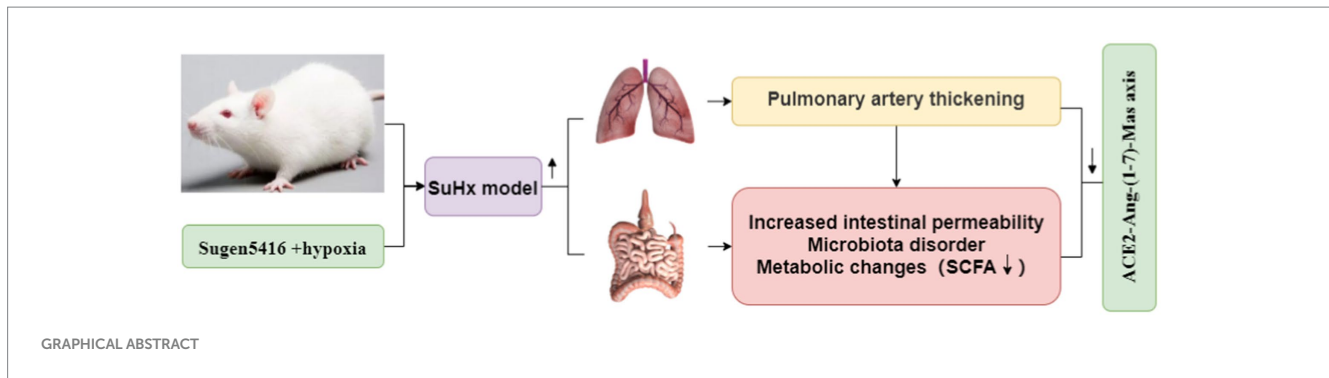 Sugen5416 +hypoxia
SuHx model
Pulmonary artery thickening
Increased intestinal permeability
Microbiota disorder
Metabolic changes（SCFA ↓ ）
ACE2-Ang-(1-7)-Mas axis
GRAPHICAL ABSTRACT